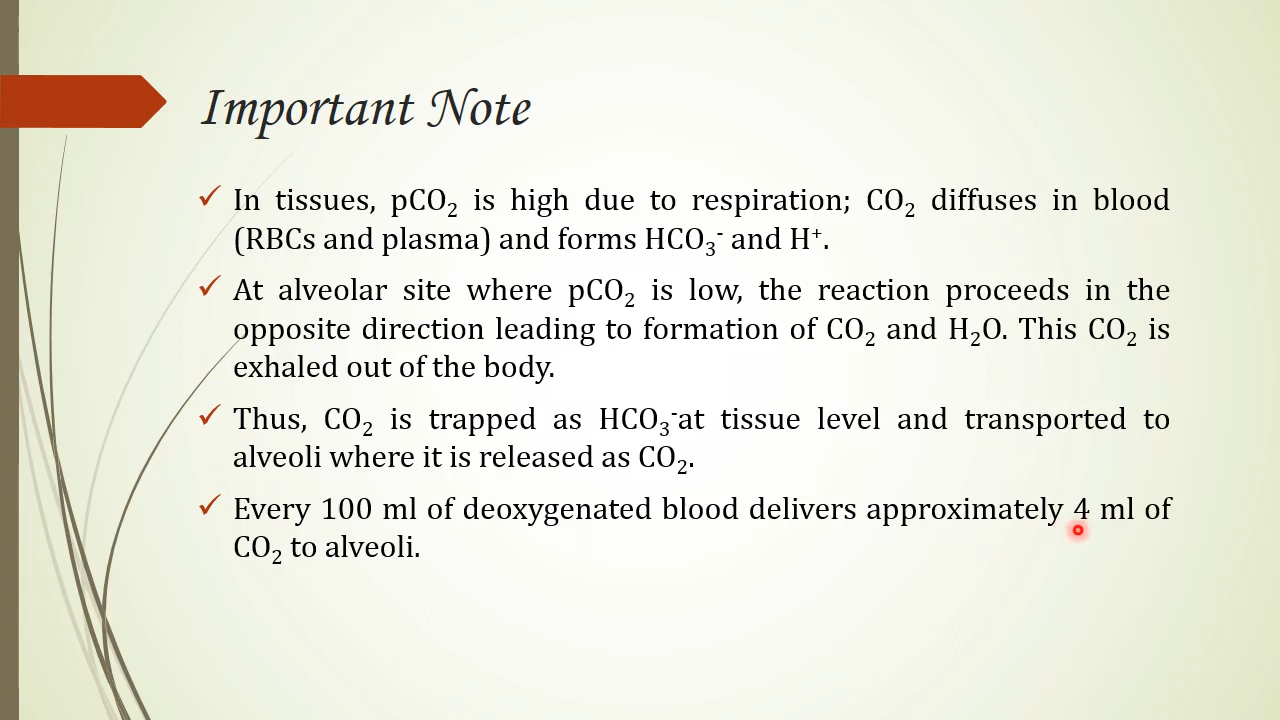 Important Note
✓ In tissues, pCO₂ is high due to respiration; CO₂ diffuses in blood
(RBCs and plasma) and forms HCO₃⁻ and H⁺.
✓ At alveolar site where pCO₂ is low, the reaction proceeds in the
opposite direction leading to formation of CO₂ and H₂O. This CO₂ is
exhaled out of the body.
✓ Thus, CO₂ is trapped as HCO₃⁻at tissue level and transported to
alveoli where it is released as CO₂.
✓ Every 100 ml of deoxygenated blood delivers approximately 4 ml of
CO₂ to alveoli.